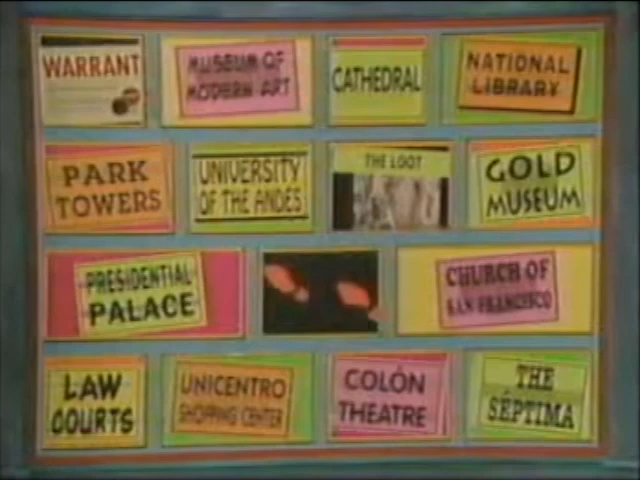 WARRANT
MUSEUM OF
MODERN ART
CATHEDRAL
NATIONAL
LIBRARY
PARK
TOWERS
UNIVERSITY
OF THE ANDES
THE LOOT
GOLD
MUSEUM
PRESIDENTIAL
PALACE
CHURCH OF
SAN FRANCISCO
LAW
COURTS
UNICENTRO
SHOPPING CENTER
COLÓN
THEATRE
THE
SÉPTIMA